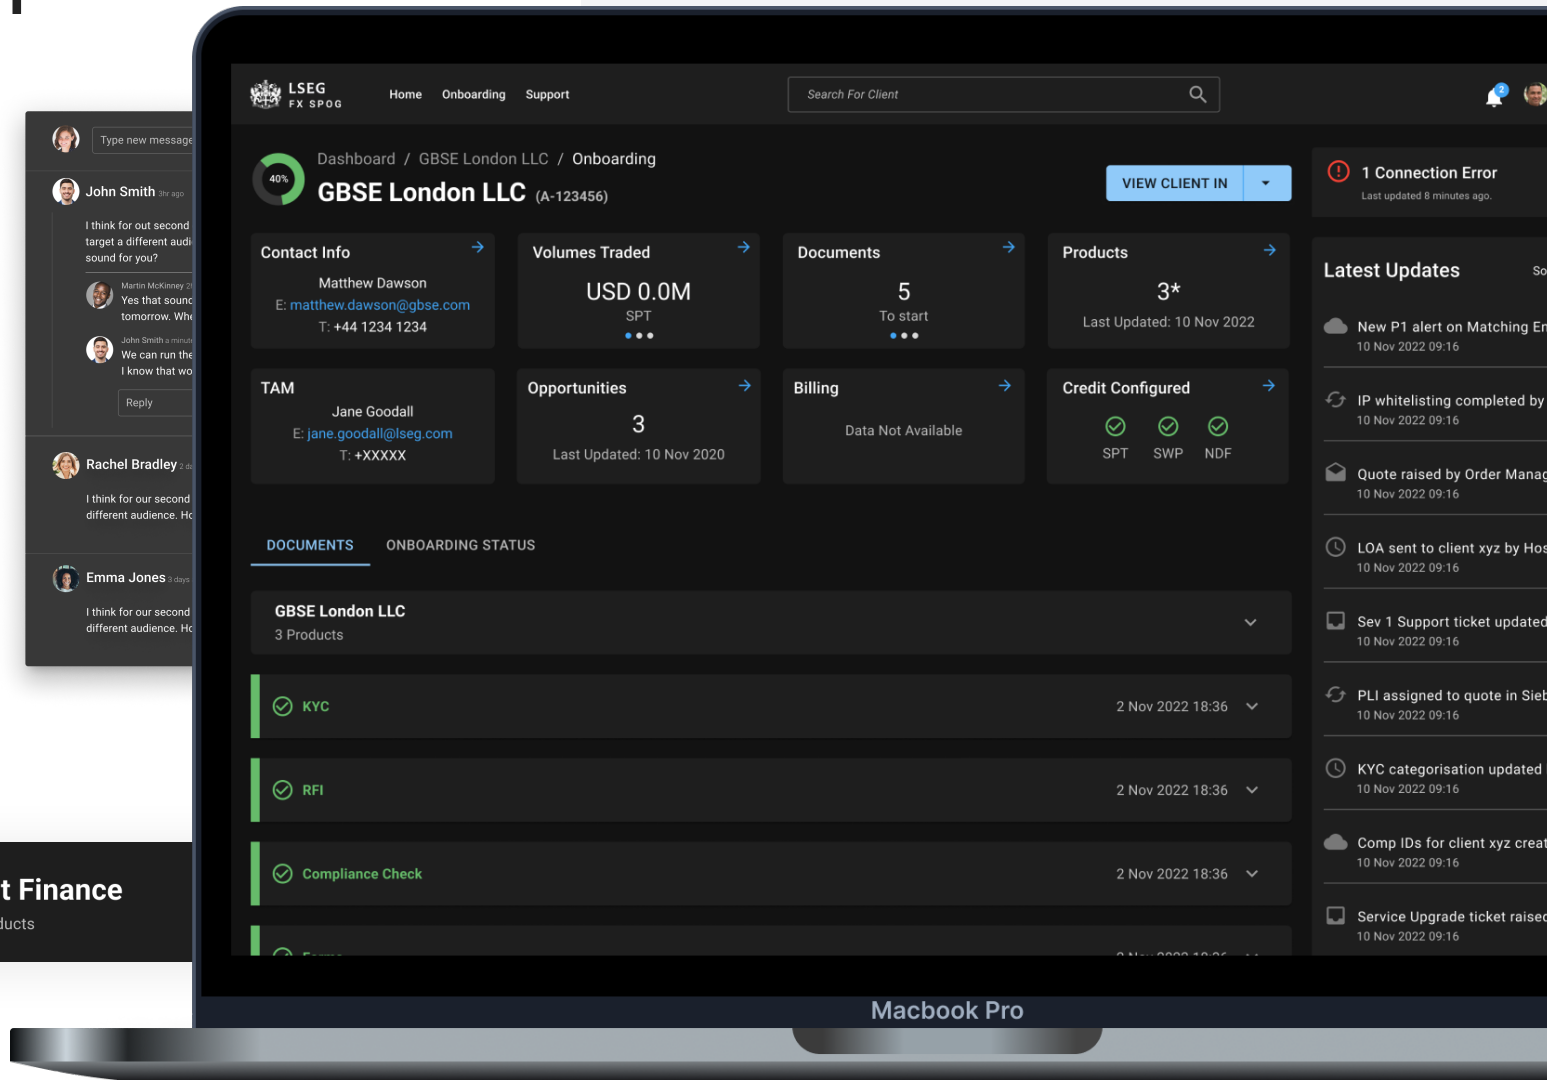 LSEG
FX SPOG
Home
Onboarding
Support
Search For Client
2
40%
Dashboard / GBSE London LLC / Onboarding
GBSE London LLC (A-123456)
VIEW CLIENT IN
Contact Info
Matthew Dawson
E: matthew.dawson@gbse.com
T: +44 1234 1234
Volumes Traded
USD 0.0M
SPT
Documents
5
To start
Products
3*
Last Updated: 10 Nov 2022
TAM
Jane Goodall
E: jane.goodall@lseg.com
T: +XXXXX
Opportunities
3
Last Updated: 10 Nov 2020
Billing
Data Not Available
Credit Configured
SPT
SWP
NDF
DOCUMENTS
ONBOARDING STATUS
GBSE London LLC
3 Products
KYC
2 Nov 2022 18:36
RFI
2 Nov 2022 18:36
Compliance Check
2 Nov 2022 18:36
1 Connection Error
Last updated 8 minutes ago.
Latest Updates
So
New P1 alert on Matching En
10 Nov 2022 09:16
IP whitelisting completed by
10 Nov 2022 09:16
Quote raised by Order Manag
10 Nov 2022 09:16
LOA sent to client xyz by Hos
10 Nov 2022 09:16
Sev 1 Support ticket updated
10 Nov 2022 09:16
PLI assigned to quote in Sieb
10 Nov 2022 09:16
KYC categorisation updated
10 Nov 2022 09:16
Comp IDs for client xyz creat
10 Nov 2022 09:16
Service Upgrade ticket raised
10 Nov 2022 09:16
Macbook Pro
Type new message
John Smith 3hr ago
I think for out second
target a different audi
sound for you?
Martin McKinney
Yes that sound
tomorrow. Whe
John Smith a minut
We can run the
I know that wo
Reply
Rachel Bradley 2 da
I think for our second
different audience. Ho
Emma Jones 3 days
I think for our second
different audience. Ho
t Finance
ducts